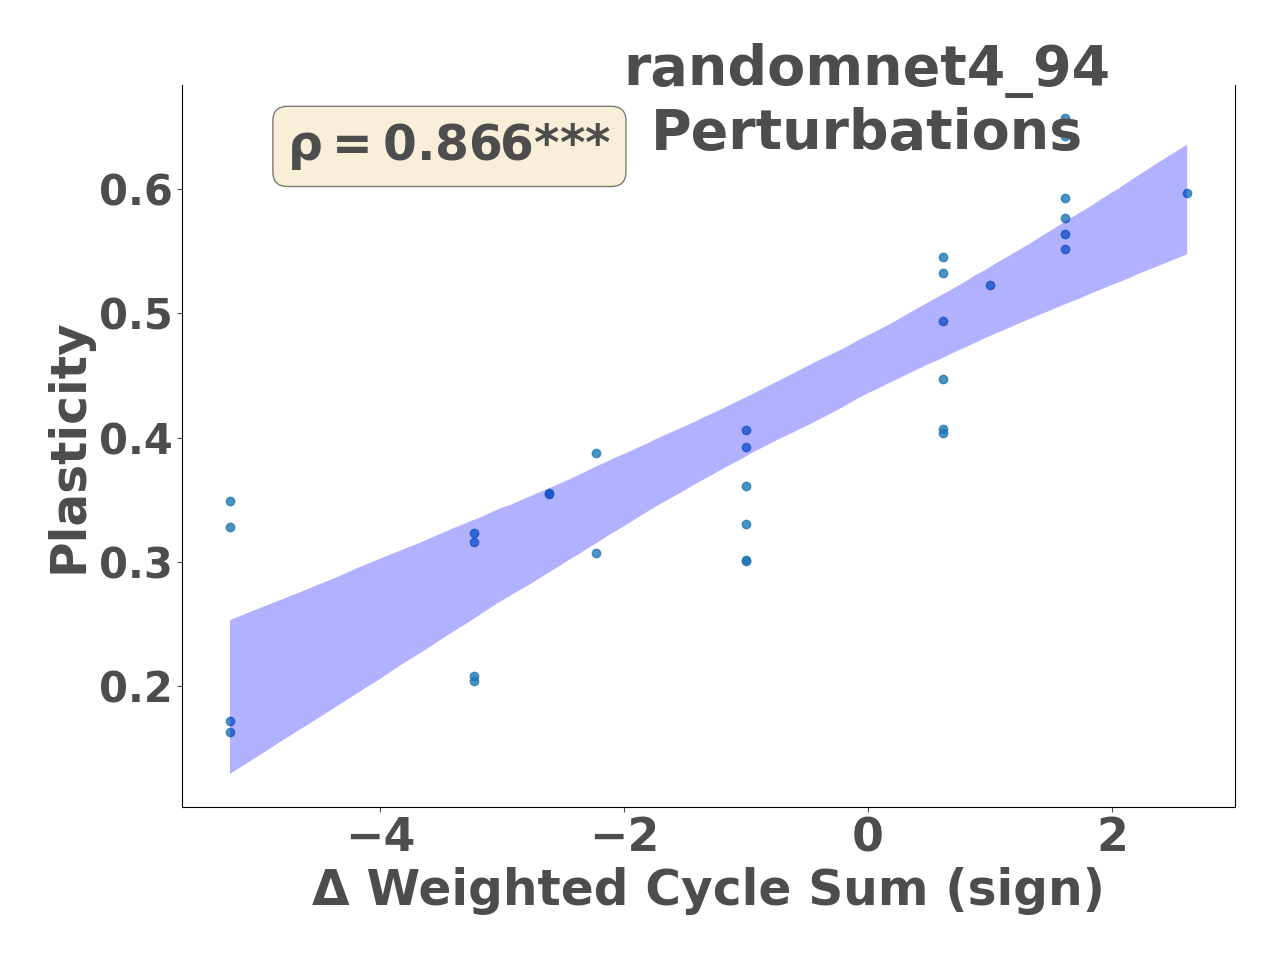 randomnet4_94
Perturbations
ρ = 0.866***
Plasticity
0.6
0.5
0.4
0.3
0.2
−4
−2
0
2
Δ Weighted Cycle Sum (sign)